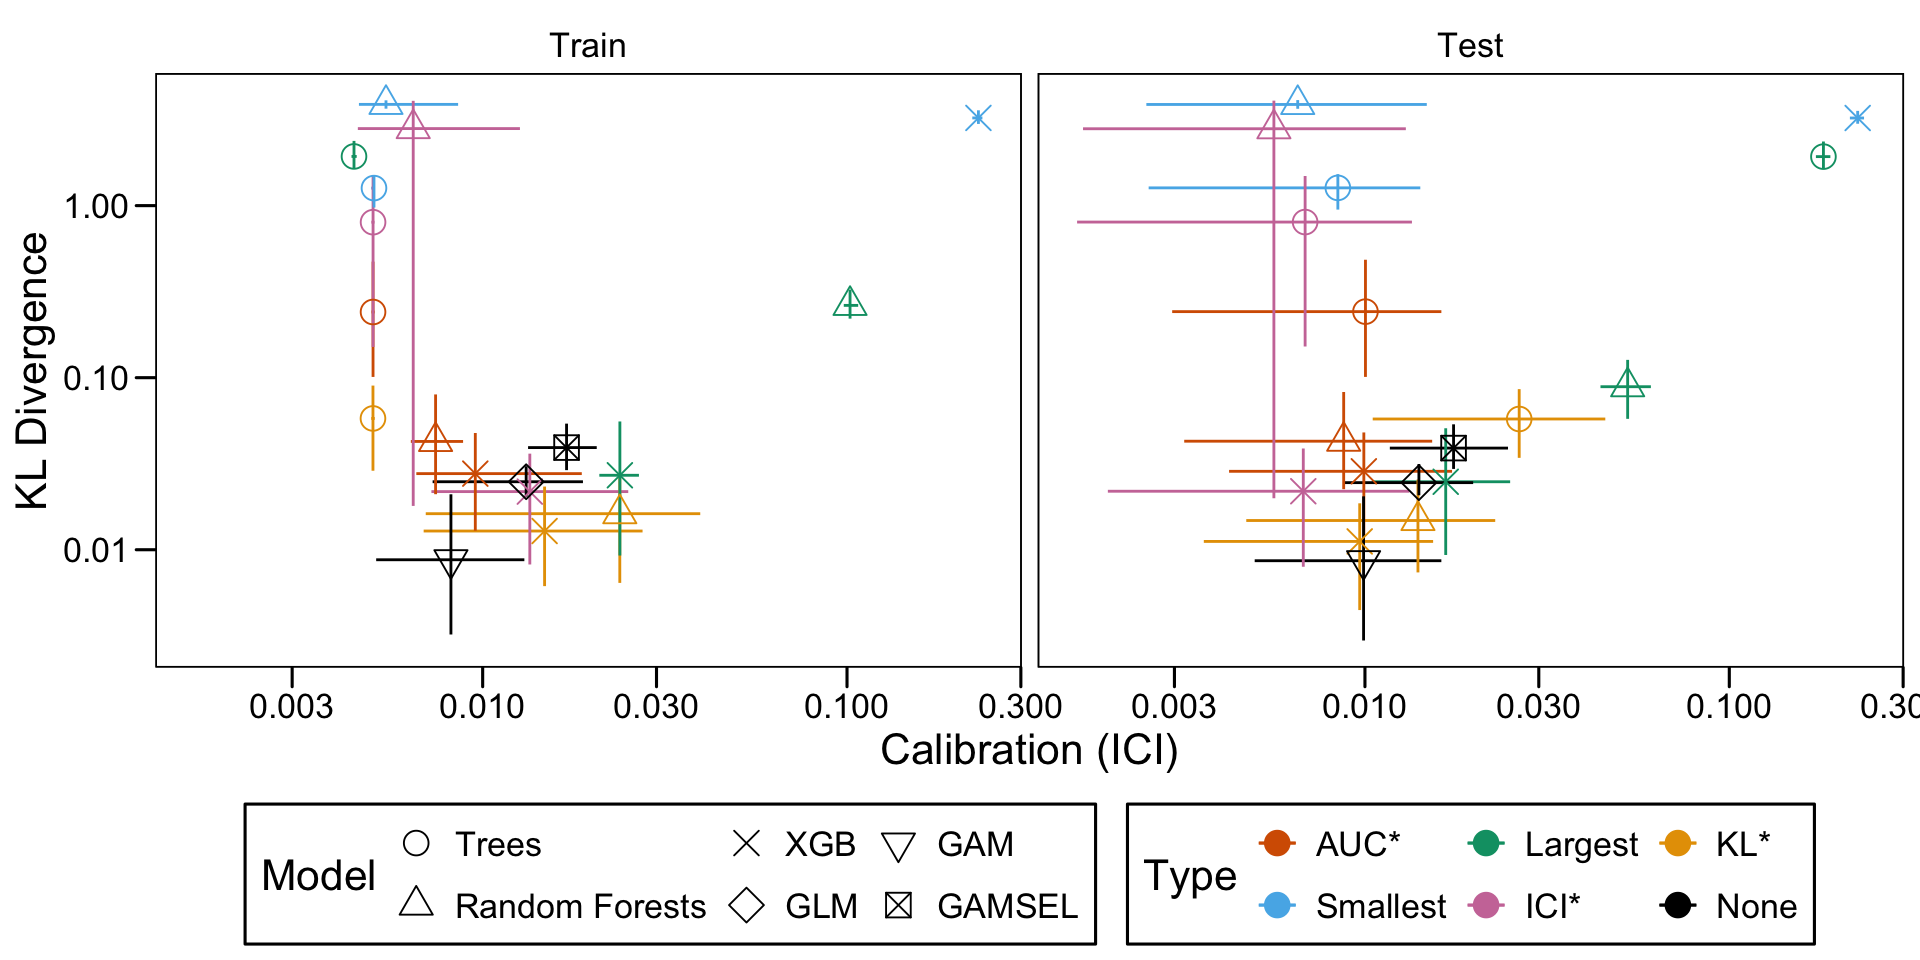 Train
Test
KL Divergence
1.00
0.10
0.01
0.003 0.010 0.030 0.100 0.300
0.003 0.010 0.030 0.100 0.30
Calibration (ICI)
Model
Trees
XGB
GAM
Random Forests
GLM
GAMSEL
Type
AUC*
Largest
KL*
Smallest
ICI*
None